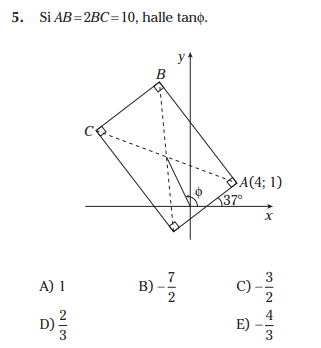 5. Si AB=2BC=10, halle tanϕ.
y
B
C
A(4; 1)
ϕ
37°
x
A) 1
B) -7/2
C) -3/2
D) 2/3
E) -4/3